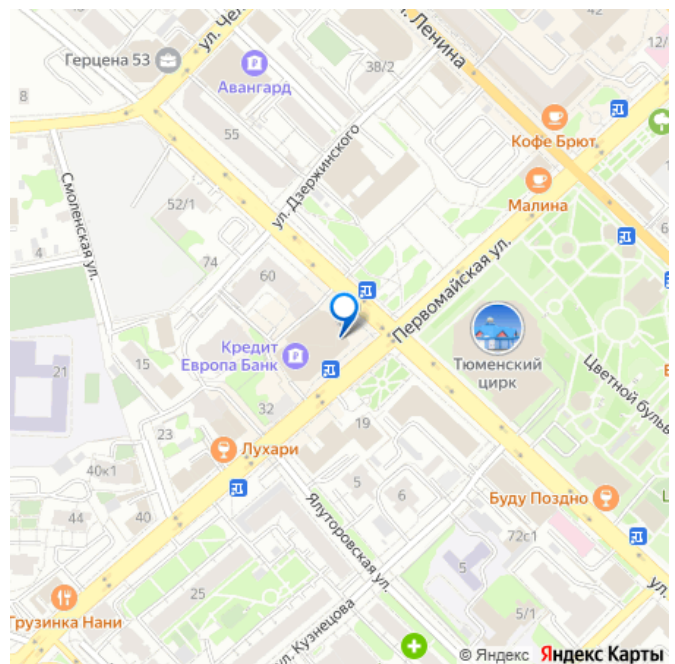 ул. Чел
Герцена 53
л. Ленина
12/
42
38/2
Авангард
8
55
Кофе Брют
ул. Дзержинского
Смоленская ул.
52/1
Малина
4
74
60
Первомайская ул.
Кредит
Европа Банк
Тюменский
цирк
Цветной бульва
15
21
32
19
23
Лухари
40к1
5
6
Буду Поздно
44
40
Ялуторовская ул.
72с1
25
5
ул.
Грузинка Нани
ул. Кузнецова
5/1
© Яндекс Яндекс Карты